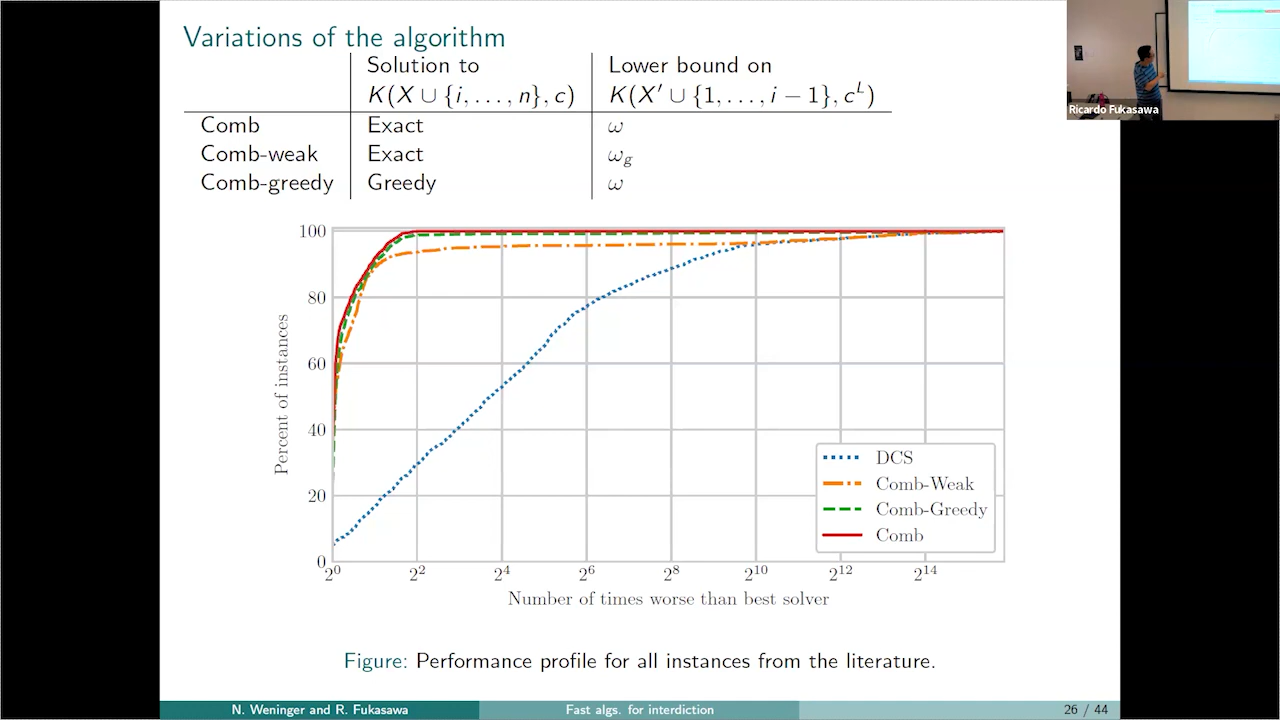 Variations of the algorithm
Solution to Lower bound on
K(X ∪ {i, . . . , n}, c) K(X′ ∪ {1, . . . , i − 1}, c^L)
Comb Exact ω
Comb-weak Exact ω_g
Comb-greedy Greedy ω
Ricardo Fukasawa
100
80
60
40
20
0
Percent of instances
2^0 2^2 2^4 2^6 2^8 2^10 2^12 2^14
Number of times worse than best solver
DCS
Comb-Weak
Comb-Greedy
Comb
Figure: Performance profile for all instances from the literature.
N. Weninger and R. Fukasawa Fast algs. for interdiction 26 / 44